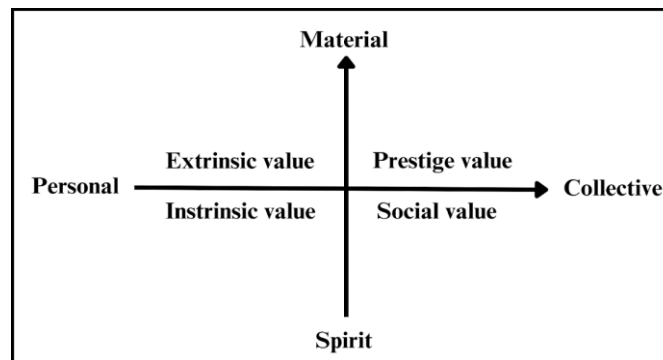 Material
Extrinsic value Prestige value
Personal Collective
Instrinsic value Social value
Spirit